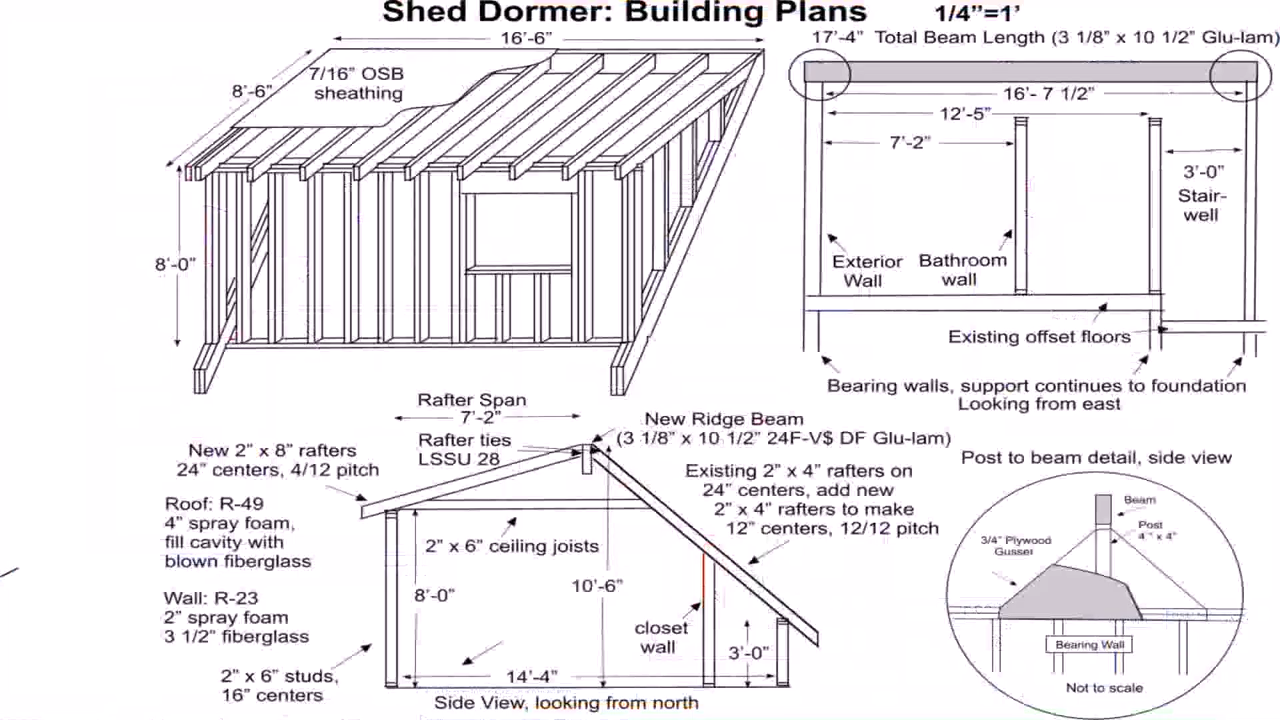 Shed Dormer: Building Plans
1/4”=1’
16’-6”
8’-6”
7/16” OSB
sheathing
8’-0”
17’-4” Total Beam Length (3 1/8” x 10 1/2” Glu-lam)
16’- 7 1/2”
12’-5”
7’-2”
3’-0”
Stair-
well
Exterior
Wall
Bathroom
wall
Existing offset floors
Bearing walls, support continues to foundation
Looking from east
Rafter Span
7’-2”
Rafter ties
LSSU 28
New Ridge Beam
(3 1/8” x 10 1/2” 24F-V$ DF Glu-lam)
New 2” x 8” rafters
24” centers, 4/12 pitch
Existing 2” x 4” rafters on
24” centers, add new
2” x 4” rafters to make
12” centers, 12/12 pitch
Roof: R-49
4” spray foam,
fill cavity with
blown fiberglass
2” x 6” ceiling joists
8’-0”
10’-6”
Wall: R-23
2” spray foam
3 1/2” fiberglass
closet
wall
3’-0”
2” x 6” studs,
16” centers
14’-4”
Side View, looking from north
Post to beam detail, side view
Beam
Post
4" x 4"
3/4” Plywood
Gusset
Bearing Wall
Not to scale